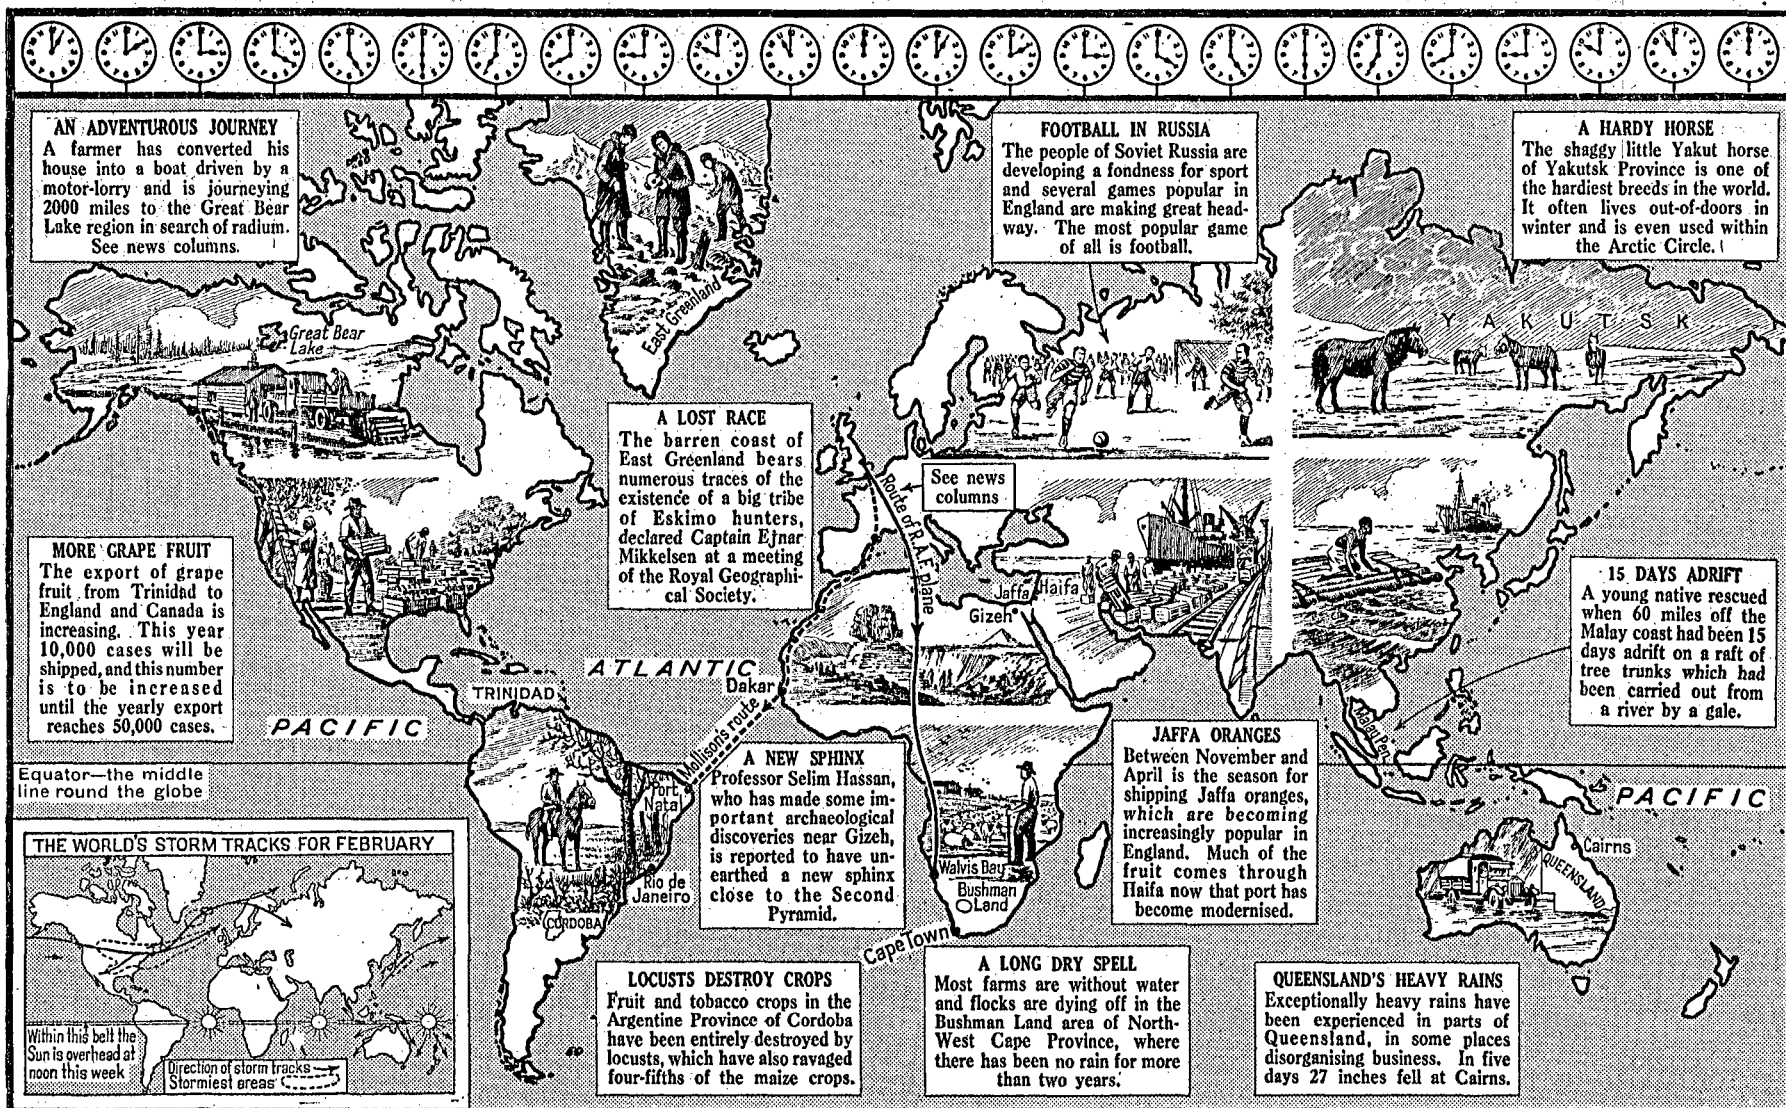 AN ADVENTUROUS JOURNEY
A farmer has converted his
house into a boat driven by a
motor-lorry and is journeying
2000 miles to the Great Bear
Lake region in search of radium.
See news columns.
FOOTBALL IN RUSSIA
The people of Soviet Russia are
developing a fondness for sport
and several games popular in
England are making great head-
way. The most popular game
of all is football.
A HARDY HORSE
The shaggy little Yakut horse
of Yakutsk Province is one of
the hardiest breeds in the world.
It often lives out-of-doors in
winter and is even used within
the Arctic Circle.
Great Bear
Lake
East Greenland
YAKUTSK
A LOST RACE
The barren coast of
East Greenland bears
numerous traces of the
existence of a big tribe
of Eskimo hunters,
declared Captain Ejnar
Mikkelsen at a meeting
of the Royal Geographi-
cal Society.
See news
columns
Route of R.A.F. plane
MORE GRAPE FRUIT
The export of grape
fruit from Trinidad to
England and Canada is
increasing. This year
10,000 cases will be
shipped, and this number
is to be increased
until the yearly export
reaches 50,000 cases.
Jaffa
Haifa
Gizeh
15 DAYS ADRIFT
A young native rescued
when 60 miles off the
Malay coast had been 15
days adrift on a raft of
tree trunks which had
been carried out from
a river by a gale.
ATLANTIC
TRINIDAD
Dakar
PACIFIC
Mollison's route
Malay Pen.
Equator—the middle
line round the globe
Port
Natal
A NEW SPHINX
Professor Selim Hassan,
who has made some im-
portant archaeological
discoveries near Gizeh,
is reported to have un-
earthed a new sphinx
close to the Second
Pyramid.
JAFFA ORANGES
Between November and
April is the season for
shipping Jaffa oranges,
which are becoming
increasingly popular in
England. Much of the
fruit comes through
Haifa now that port has
become modernised.
PACIFIC
Cairns
QUEENSLAND
Walvis Bay
Bushman
Land
Rio de
Janeiro
CORDOBA
Cape Town
THE WORLD'S STORM TRACKS FOR FEBRUARY
Within this belt the
Sun is overhead at
noon this week
Direction of storm tracks
Stormiest areas
LOCUSTS DESTROY CROPS
Fruit and tobacco crops in the
Argentine Province of Cordoba
have been entirely destroyed by
locusts, which have also ravaged
four-fifths of the maize crops.
A LONG DRY SPELL
Most farms are without water
and flocks are dying off in the
Bushman Land area of North-
West Cape Province, where
there has been no rain for more
than two years.
QUEENSLAND'S HEAVY RAINS
Exceptionally heavy rains have
been experienced in parts of
Queensland, in some places
disorganising business. In five
days 27 inches fell at Cairns.